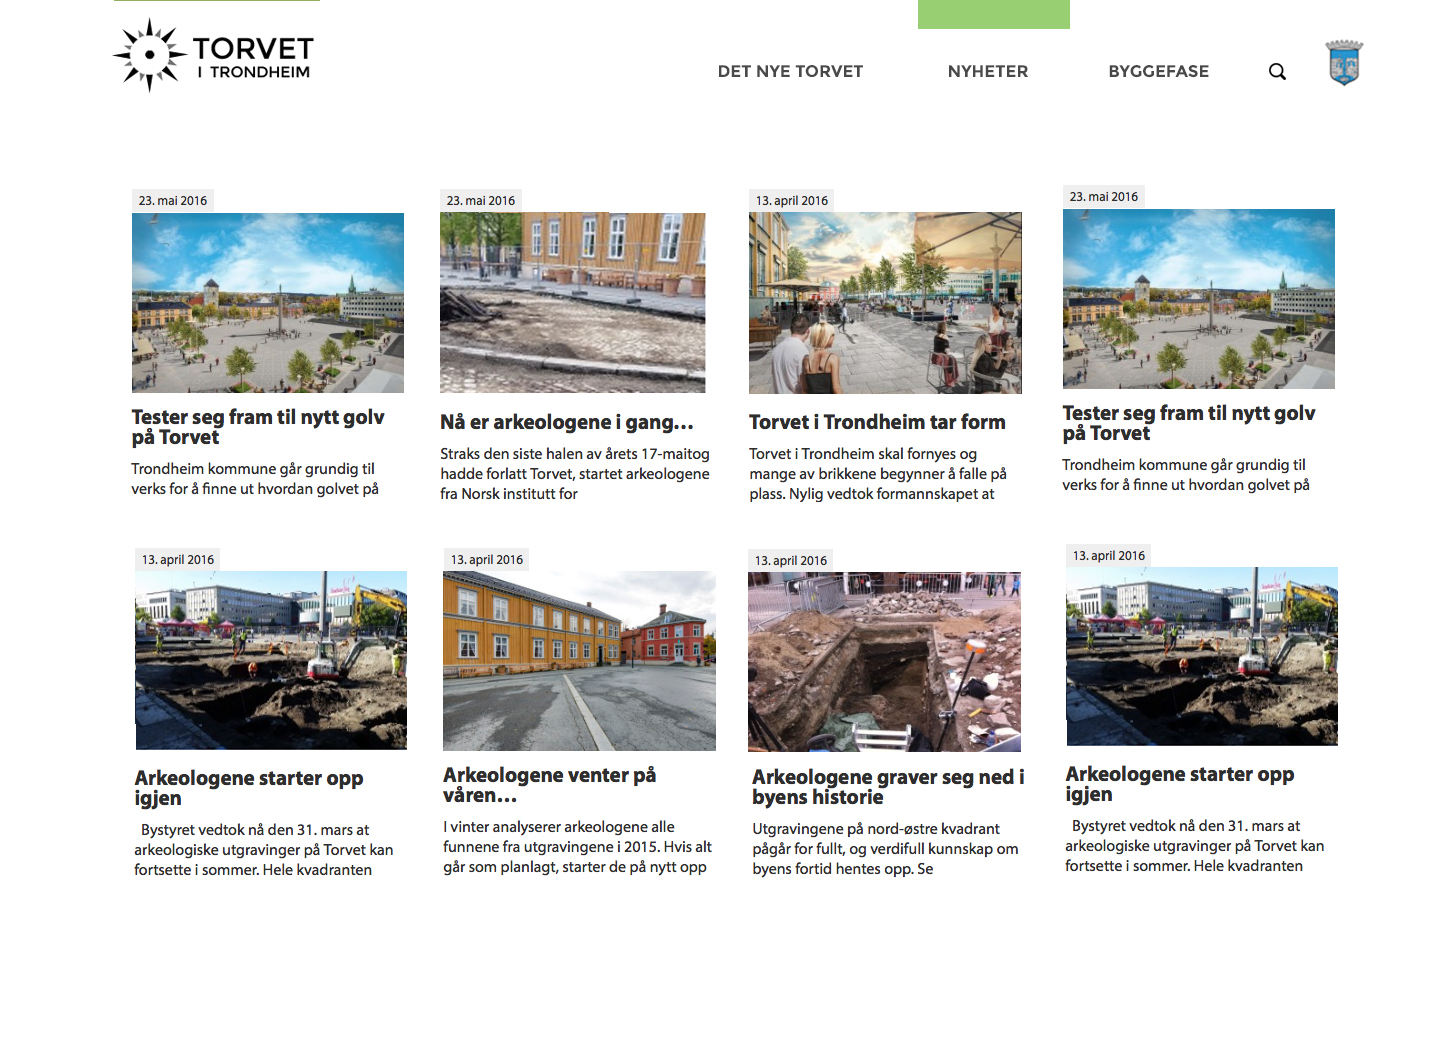 TORVET
I TRONDHEIM
DET NYE TORVET
NYHETER
BYGGEFASE
23. mai 2016
Tester seg fram til nytt golv
på Torvet
Trondheim kommune går grundig til
verks for å finne ut hvordan golvet på
23. mai 2016
Nå er arkeologene i gang…
Straks den siste halen av årets 17-maitog
hadde forlatt Torvet, startet arkeologene
fra Norsk institutt for
13. april 2016
Torvet i Trondheim tar form
Torvet i Trondheim skal fornyes og
mange av brikkene begynner å falle på
plass. Nylig vedtok formannskapet at
23. mai 2016
Tester seg fram til nytt golv
på Torvet
Trondheim kommune går grundig til
verks for å finne ut hvordan golvet på
13. april 2016
Arkeologene starter opp
igjen
Bystyret vedtok nå den 31. mars at
arkeologiske utgravinger på Torvet kan
fortsette i sommer. Hele kvadranten
13. april 2016
Arkeologene venter på
våren…
I vinter analyserer arkeologene alle
funnene fra utgravingene i 2015. Hvis alt
går som planlagt, starter de på nytt opp
13. april 2016
Arkeologene graver seg ned i
byens historie
Utgravingene på nord-østre kvadrant
pågår for fullt, og verdifull kunnskap om
byens fortid hentes opp. Se
13. april 2016
Arkeologene starter opp
igjen
Bystyret vedtok nå den 31. mars at
arkeologiske utgravinger på Torvet kan
fortsette i sommer. Hele kvadranten